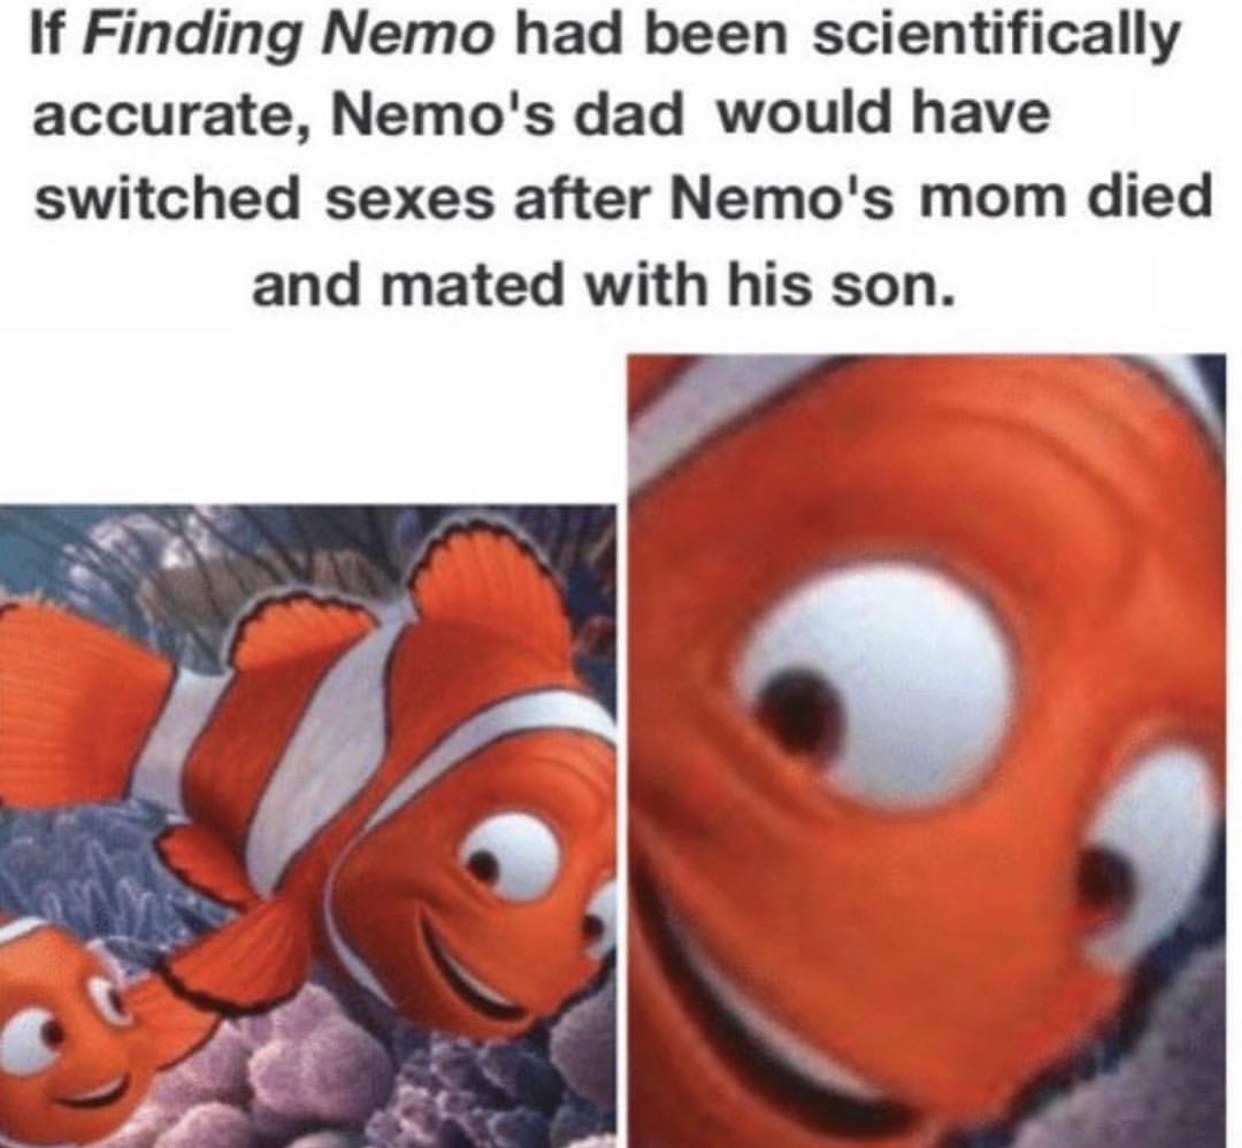 If Finding Nemo had been scientifically
accurate, Nemo's dad would have
switched sexes after Nemo's mom died
and mated with his son.